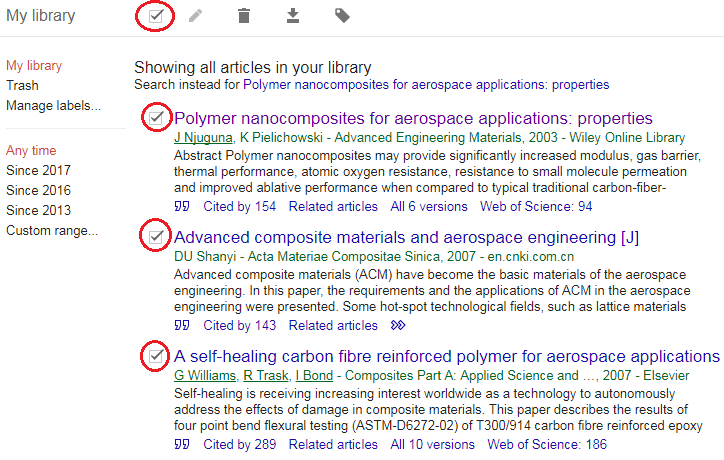 My library
My library
Trash
Manage labels...
Any time
Since 2017
Since 2016
Since 2013
Custom range...
Showing all articles in your library
Search instead for Polymer nanocomposites for aerospace applications: properties
Polymer nanocomposites for aerospace applications: properties
J Njuguna, K Pielichowski - Advanced Engineering Materials, 2003 - Wiley Online Library
Abstract Polymer nanocomposites may provide significantly increased modulus, gas barrier,
thermal performance, atomic oxygen resistance, resistance to small molecule permeation
and improved ablative performance when compared to typical traditional carbon-fiber-
Cited by 154 Related articles All 6 versions Web of Science: 94
Advanced composite materials and aerospace engineering [J]
DU Shanyi - Acta Materiae Compositae Sinica, 2007 - en.cnki.com.cn
Advanced composite materials (ACM) have become the basic materials of the aerospace
engineering. In this paper, the requirements and the applications of ACM in the aerospace
engineering were presented. Some hot-spot technological fields, such as lattice materials
Cited by 143 Related articles
A self-healing carbon fibre reinforced polymer for aerospace applications
G Williams, R Trask, I Bond - Composites Part A: Applied Science and …, 2007 - Elsevier
Self-healing is receiving increasing interest worldwide as a technology to autonomously
address the effects of damage in composite materials. This paper describes the results of
four point bend flexural testing (ASTM-D6272-02) of T300/914 carbon fibre reinforced epoxy
Cited by 289 Related articles All 10 versions Web of Science: 186